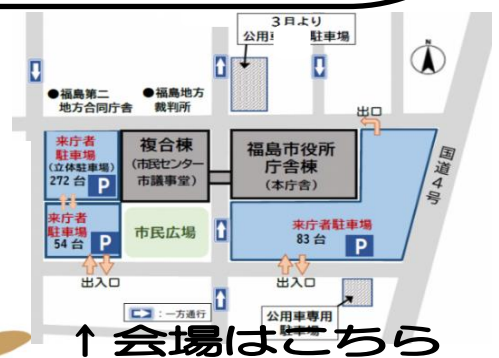 3月より
公用車 駐車場
N
●福島第二
地方合同庁舎
●福島地方
裁判所
出口
来庁者
駐車場
(立体駐車場)
272台 P
複合棟
(市民センター
市議事堂)
福島市役所
庁舎棟
(本庁舎)
国道4号
来庁者
駐車場
54台 P
市民広場
来庁者駐車場
83台 P
出入口
出入口
:一方通行
公用車専用
駐車場
↑会場はこちら